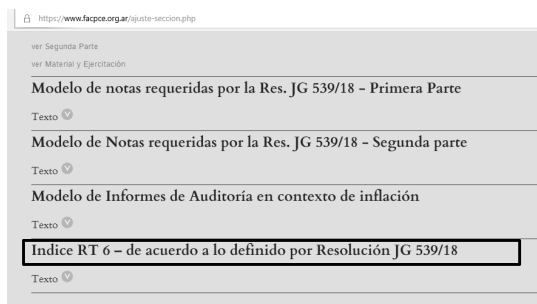 https://www.facpce.org.ar/ajuste-seccion.php
ver Segunda Parte
ver Material y Ejercitación
Modelo de notas requeridas por la Res. JG 539/18 - Primera Parte
Texto
Modelo de Notas requeridas por la Res. JG 539/18 - Segunda parte
Texto
Modelo de Informes de Auditoría en contexto de inflación
Texto
Indice RT 6 – de acuerdo a lo definido por Resolución JG 539/18
Texto